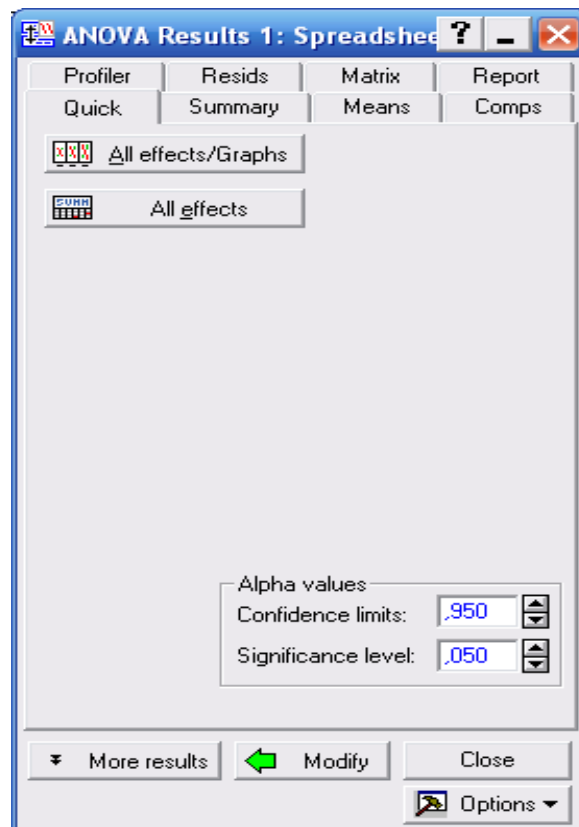 ANOVA Results 1: Spreadshee ?
Profiler Resids Matrix Report
Quick Summary Means Comps
All effects/Graphs
SUMM All effects
Alpha values
Confidence limits: ,950
Significance level: ,050
More results Modify Close
Options